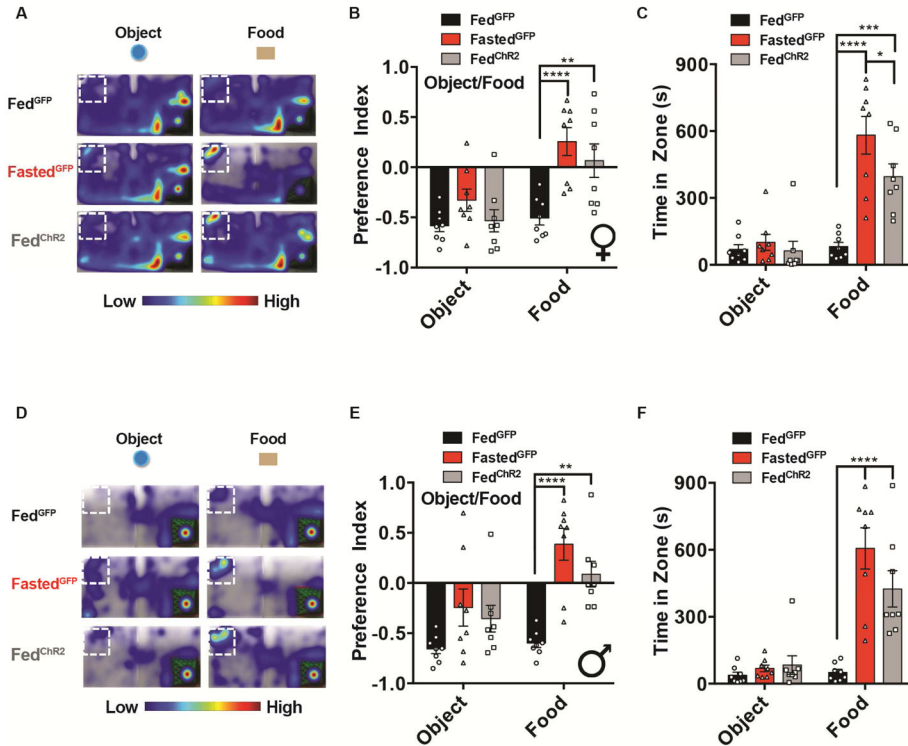 A
Object
Food
Fed^GFP
Fasted^GFP
Fed^ChR2
Low
High
B
Fed^GFP
Fasted^GFP
Fed^ChR2
Object/Food
**
****
Preference Index
1.0
0.5
0.0
-0.5
-1.0
Object
Food
♀
C
Fed^GFP
Fasted^GFP
Fed^ChR2
***
****
*
Time in Zone (s)
900
600
300
0
Object
Food
D
Object
Food
Fed^GFP
Fasted^GFP
Fed^ChR2
Low
High
E
Fed^GFP
Fasted^GFP
Fed^ChR2
Object/Food
**
****
Preference Index
1.0
0.5
0.0
-0.5
-1.0
Object
Food
♂
F
Fed^GFP
Fasted^GFP
Fed^ChR2
****
Time in Zone (s)
900
600
300
0
Object
Food